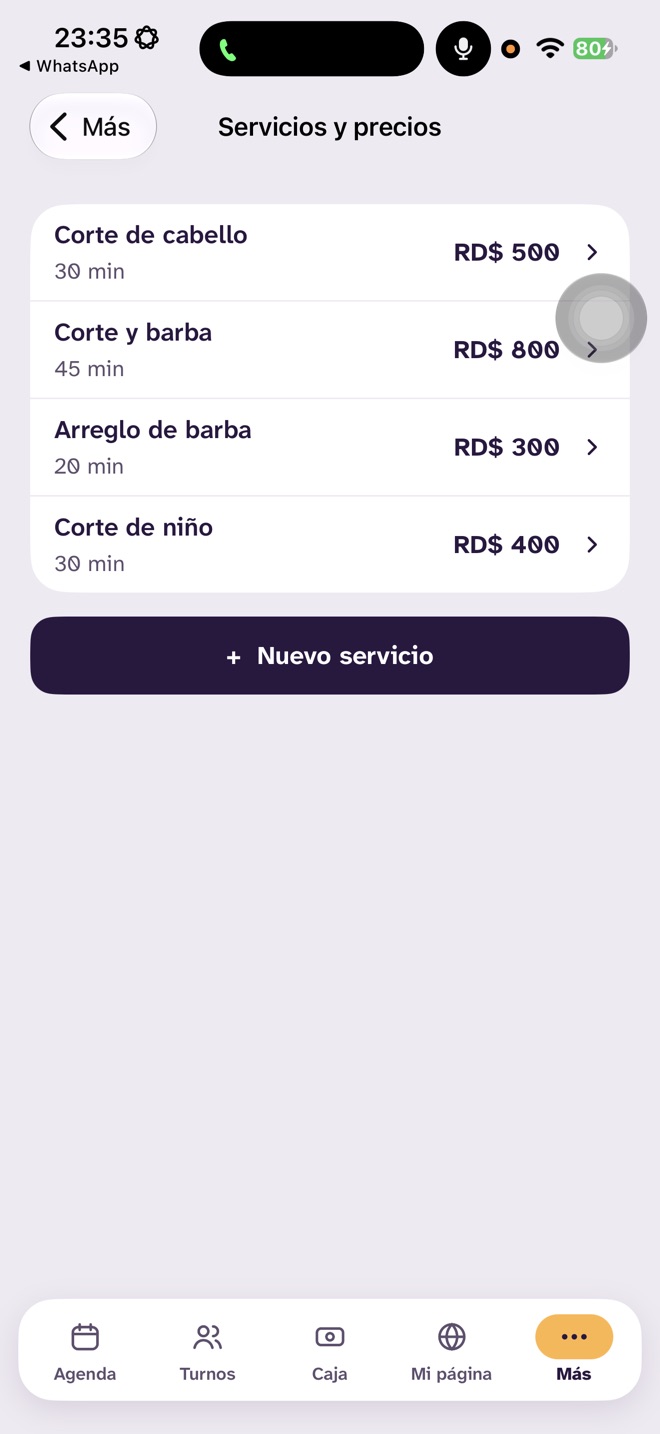 23:35
◀ WhatsApp
80
Más
Servicios y precios
Corte de cabello
30 min
RD$ 500
Corte y barba
45 min
RD$ 800
Arreglo de barba
20 min
RD$ 300
Corte de niño
30 min
RD$ 400
+ Nuevo servicio
Agenda
Turnos
Caja
Mi página
Más